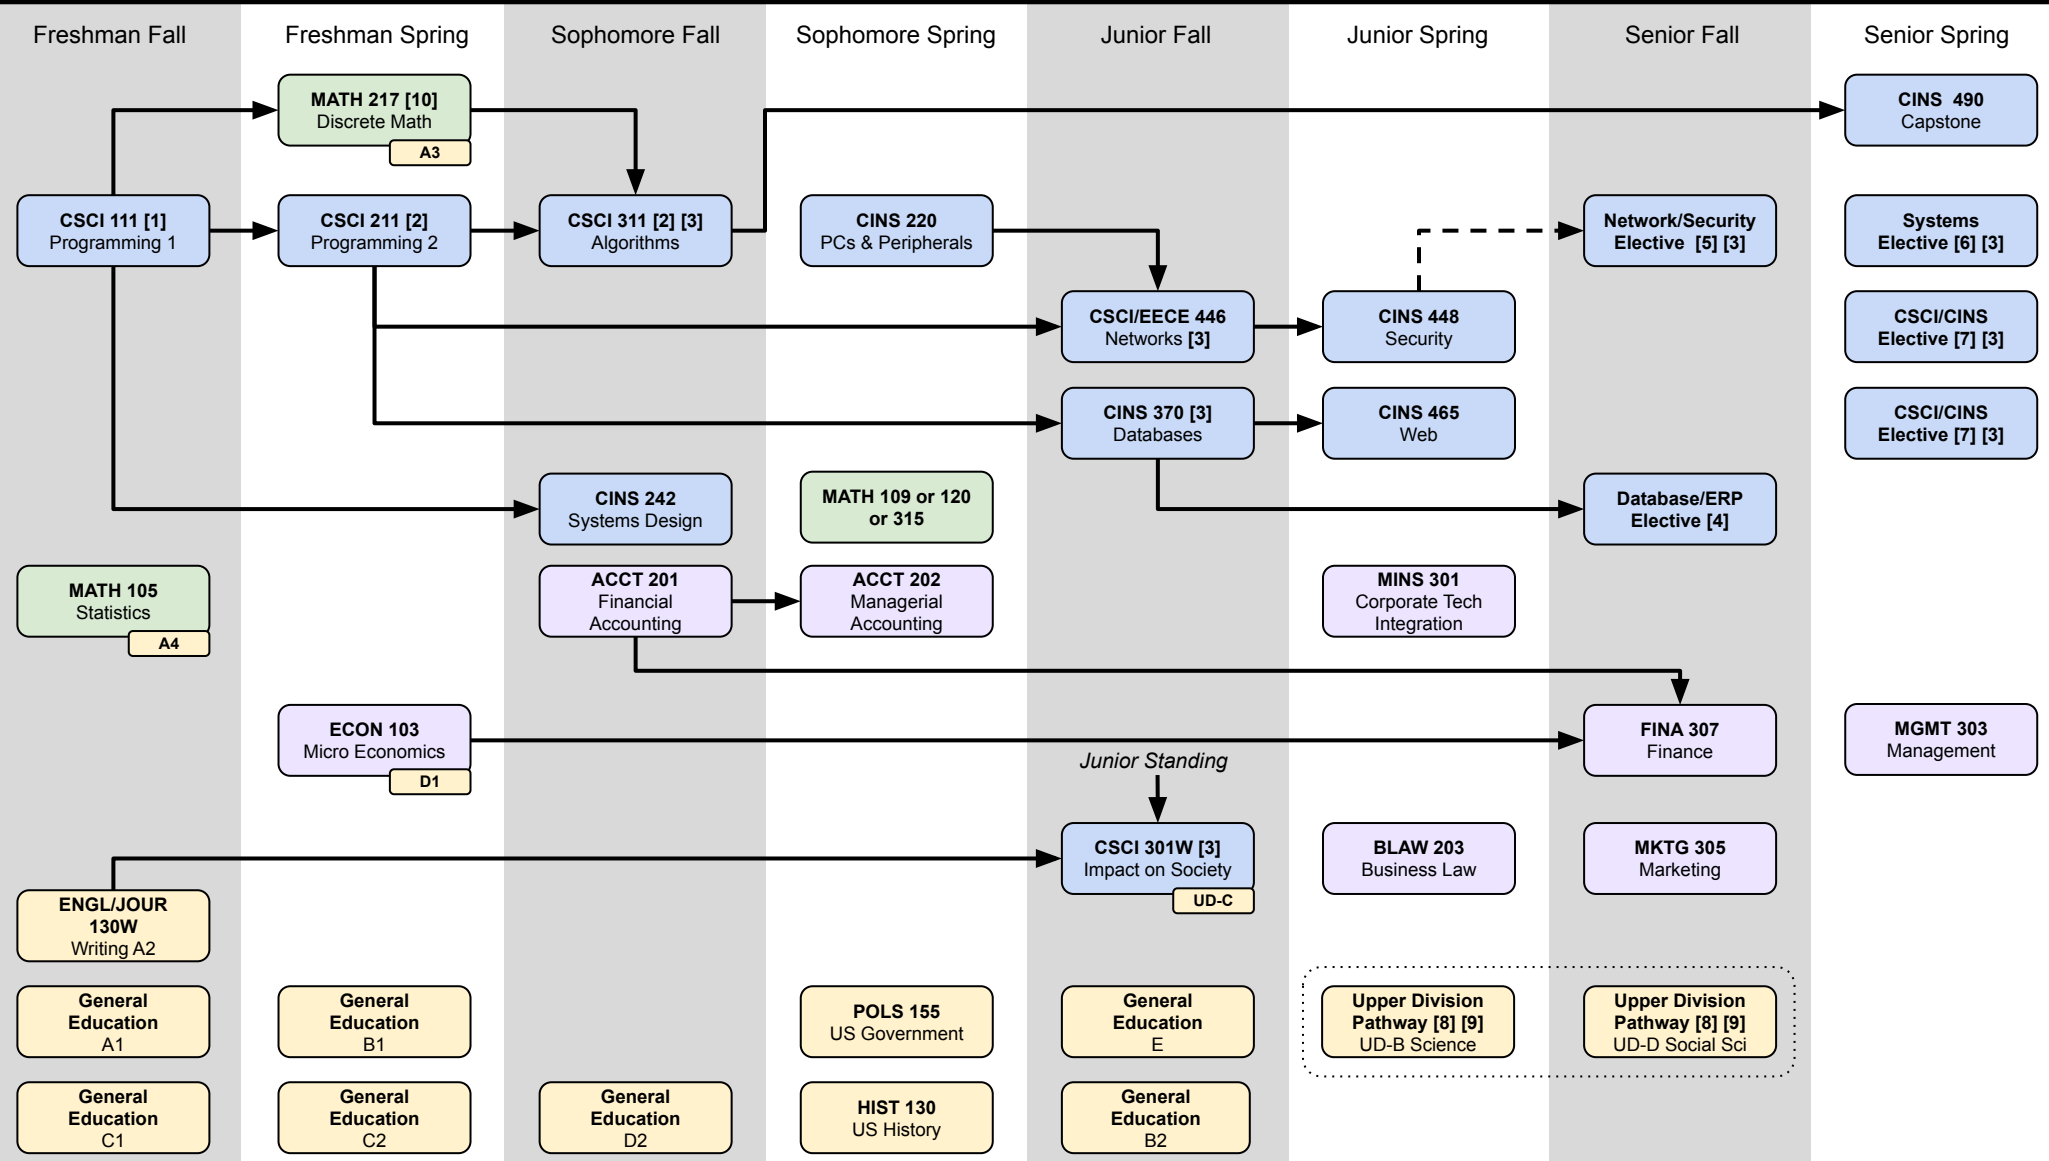 Freshman Fall
Freshman Spring
Sophomore Fall
Sophomore Spring
Junior Fall
Junior Spring
Senior Fall
Senior Spring
MATH 217 [10]
Discrete Math
A3
CINS  490
Capstone
CSCI 111 [1]
Programming 1
CSCI 211 [2]
Programming 2
CSCI 311 [2] [3]
Algorithms
CINS 220
PCs & Peripherals
Network/Security
Elective  [5] [3]
Systems
Elective [6] [3]
CSCI/EECE 446
Networks [3]
CINS 448
Security
CSCI/CINS
Elective [7] [3]
CINS 370 [3]
Databases
CINS 465
Web
CSCI/CINS
Elective [7] [3]
CINS 242
Systems Design
MATH 109 or 120
or 315
Database/ERP
Elective [4]
MATH 105
Statistics
A4
ACCT 201
Financial
Accounting
ACCT 202
Managerial
Accounting
MINS 301
Corporate Tech
Integration
ECON 103
Micro Economics
D1
Junior Standing
FINA 307
Finance
MGMT 303
Management
CSCI 301W [3]
Impact on Society
UD-C
BLAW 203
Business Law
MKTG 305
Marketing
ENGL/JOUR
130W
Writing A2
General
Education
A1
General
Education
B1
POLS 155
US Government
General
Education
E
Upper Division
Pathway [8] [9]
UD-B Science
Upper Division
Pathway [8] [9]
UD-D Social Sci
General
Education
C1
General
Education
C2
General
Education
D2
HIST 130
US History
General
Education
B2